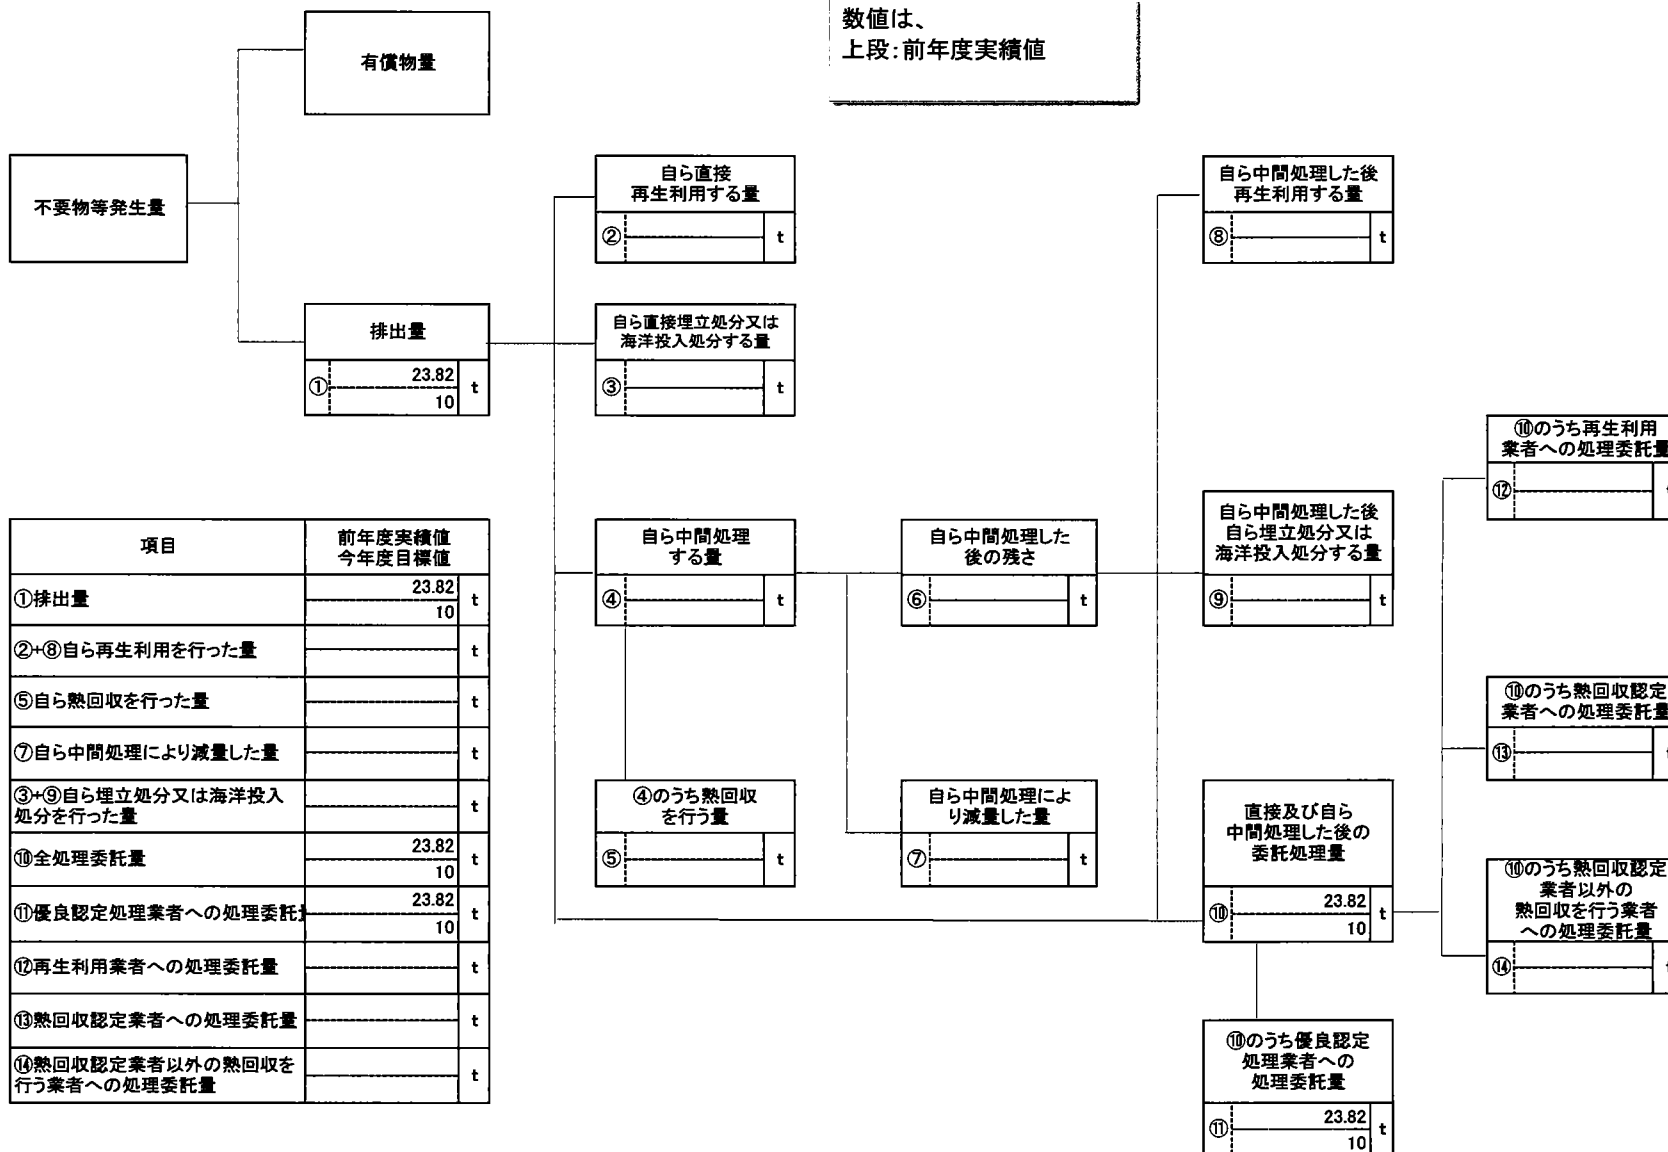 数値は、
上段:前年度実績値
有償物量
不要物等発生量
排出量
① 23.82 t
10
自ら直接
再生利用する量
② t
自ら直接埋立処分又は
海洋投入処分する量
③ t
自ら中間処理
する量
④ t
④のうち熱回収
を行う量
⑤ t
自ら中間処理した
後の残さ
⑥ t
自ら中間処理によ
り減量した量
⑦ t
自ら中間処理した後
再生利用する量
⑧ t
自ら中間処理した後
自ら埋立処分又は
海洋投入処分する量
⑨ t
直接及び自ら
中間処理した後の
委託処理量
⑩ 23.82 t
10
⑩のうち優良認定
処理業者への
処理委託量
⑪ 23.82 t
10
⑩のうち再生利用
業者への処理委託量
⑫
⑩のうち熱回収認定
業者への処理委託量
⑬
⑩のうち熱回収認定
業者以外の
熱回収を行う業者
への処理委託量
⑭
項目 前年度実績値
今年度目標値
①排出量 23.82 t
10
②+⑧自ら再生利用を行った量 t
⑤自ら熱回収を行った量 t
⑦自ら中間処理により減量した量 t
③+⑨自ら埋立処分又は海洋投入
処分を行った量 t
⑩全処理委託量 23.82 t
10
⑪優良認定処理業者への処理委託 23.82 t
10
⑫再生利用業者への処理委託量 t
⑬熱回収認定業者への処理委託量 t
⑭熱回収認定業者以外の熱回収を
行う業者への処理委託量 t